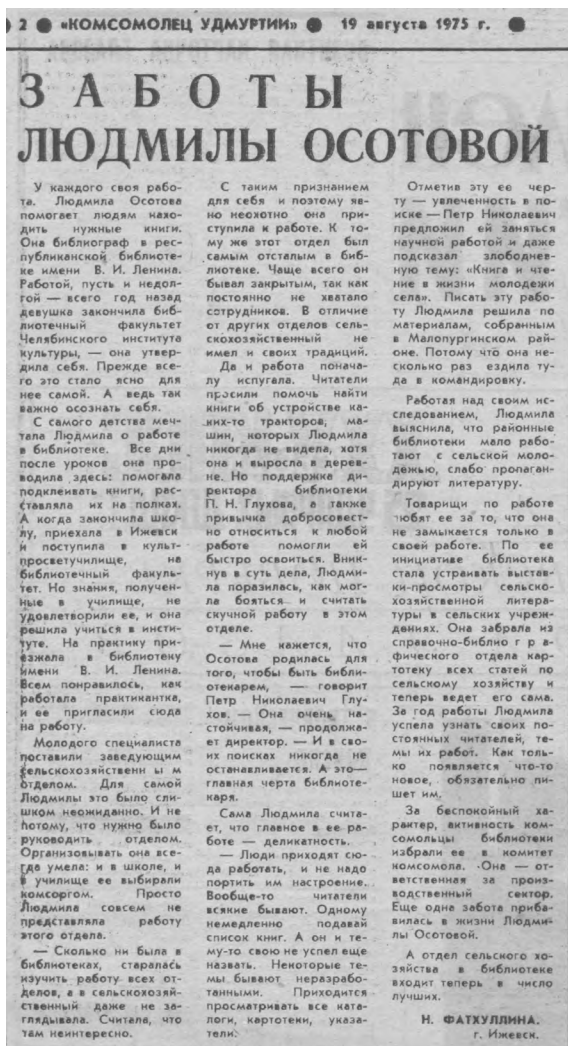 2 ● «КОМСОМОЛЕЦ УДМУРТИИ» ● 19 августа 1975 г. ●
ЗАБОТЫ
ЛЮДМИЛЫ ОСОТОВОЙ
У каждого своя рабо-
та. Людмила Осотова
помогает людям нахо-
дить нужные книги.
Она библиограф в рес-
публиканской библиоте-
ке имени В. И. Ленина.
Работой, пусть и недол-
гой — всего год назад
девушка закончила биб-
лиотечный факультет
Челябинского института
культуры, — она утвер-
дила себя. Прежде все-
го это стало ясно для
нее самой. А ведь так
важно осознать себя.
С самого детства меч-
тала Людмила о работе
в библиотеке. Все дни
после уроков она про-
водила здесь: помогала
подклеивать книги, рас-
ставляла их на полках.
А когда закончила шко-
лу, приехала в Ижевск
и поступила в культ-
просветучилище, на
библиотечный факуль-
тет. Но знания, получен-
ные в училище, не
удовлетворили ее, и она
решила учиться в инсти-
туте. На практику при-
езжала в библиотеку
имени В. И. Ленина.
Всем понравилось, как
работала практикантка,
и ее пригласили сюда
на работу.
Молодого специалиста
поставили заведующим
сельскохозяйственн ы м
отделом. Для самой
Людмилы это было сли-
шком неожиданно. И не
потому, что нужно было
руководить отделом.
Организовывать она все-
гда умела: и в школе, и
в училище ее выбирали
комсоргом. Просто
Людмила совсем не
представляла работу
этого отдела.
— Сколько ни была в
библиотеках, старалась
изучить работу всех от-
делов, а в сельскохозяй-
ственный даже не за-
глядывала. Считала, что
там неинтересно.
С таким признанием
для себя и поэтому яв-
но неохотно она при-
ступила к работе. К то-
му же этот отдел был
самым отсталым в биб-
лиотеке. Чаще всего он
бывал закрытым, так как
постоянно не хватало
сотрудников. В отличие
от других отделов сель-
скохозяйственный не
имел и своих традиций.
Да и работа понача-
лу испугала. Читатели
просили помочь найти
книги об устройстве ка-
ких-то тракторов, ма-
шин, которых Людмила
никогда не видела, хотя
она и выросла в дерев-
не. Но поддержка ди-
ректора библиотеки
П. Н. Глухова, а также
привычка добросовест-
но относиться к любой
работе помогли ей
быстро освоиться. Вник-
нув в суть дела, Людми-
ла поразилась, как мог-
ла бояться и считать
скучной работу в этом
отделе.
— Мне кажется, что
Осотова родилась для
того, чтобы быть библи-
отекарем, — говорит
Петр Николаевич Глу-
хов. — Она очень на-
стойчивая, — продолжа-
ет директор. — И в сво-
их поисках никогда не
останавливается. А это—
главная черта библиоте-
каря.
Сама Людмила счита-
ет, что главное в ее ра-
боте — деликатность.
— Люди приходят сю-
да работать, и не надо
портить им настроение.
Вообще-то читатели
всякие бывают. Одному
немедленно подавай
список книг. А он и те-
му-то свою не успел еще
назвать. Некоторые те-
мы бывают неразрабо-
танными. Приходится
просматривать все ката-
логи, картотеки, указа-
тели.
Отметив эту ее чер-
ту — увлеченность в по-
иске — Петр Николаевич
предложил ей заняться
научной работой и даже
подсказал злободнев-
ную тему: «Книга и чте-
ние в жизни молодежи
села». Писать эту рабо-
ту Людмила решила по
материалам, собранным
в Малопургинском рай-
оне. Потому что она не-
сколько раз ездила ту-
да в командировку.
Работая над своим ис-
следованием, Людмила
выяснила, что районные
библиотеки мало рабо-
тают с сельской моло-
дёжью, слабо пропаган-
дируют литературу.
Товарищи по работе
любят ее за то, что она
не замыкается только в
своей работе. По ее
инициативе библиотека
стала устраивать выстав-
ки-просмотры сельско-
хозяйственной литера-
туры в сельских учреж-
дениях. Она забрала из
справочно-библио г р а-
фического отдела кар-
тотеку всех статей по
сельскому хозяйству и
теперь ведет его сама.
За год работы Людмила
успела узнать своих по-
стоянных читателей, те-
мы их работ. Как толь-
ко появляется что-то
новое, обязательно пи-
шет им.
За беспокойный ха-
рактер, активность ком-
сомольцы библиотеки
избрали ее в комитет
комсомола. Она — от-
ветственная за произ-
водственный сектор.
Еще одна забота приба-
вилась в жизни Людми-
лы Осотовой.
А отдел сельского хо-
зяйства в библиотеке
входит теперь в число
лучших.
Н. ФАТХУЛЛИНА.
г. Ижевск.